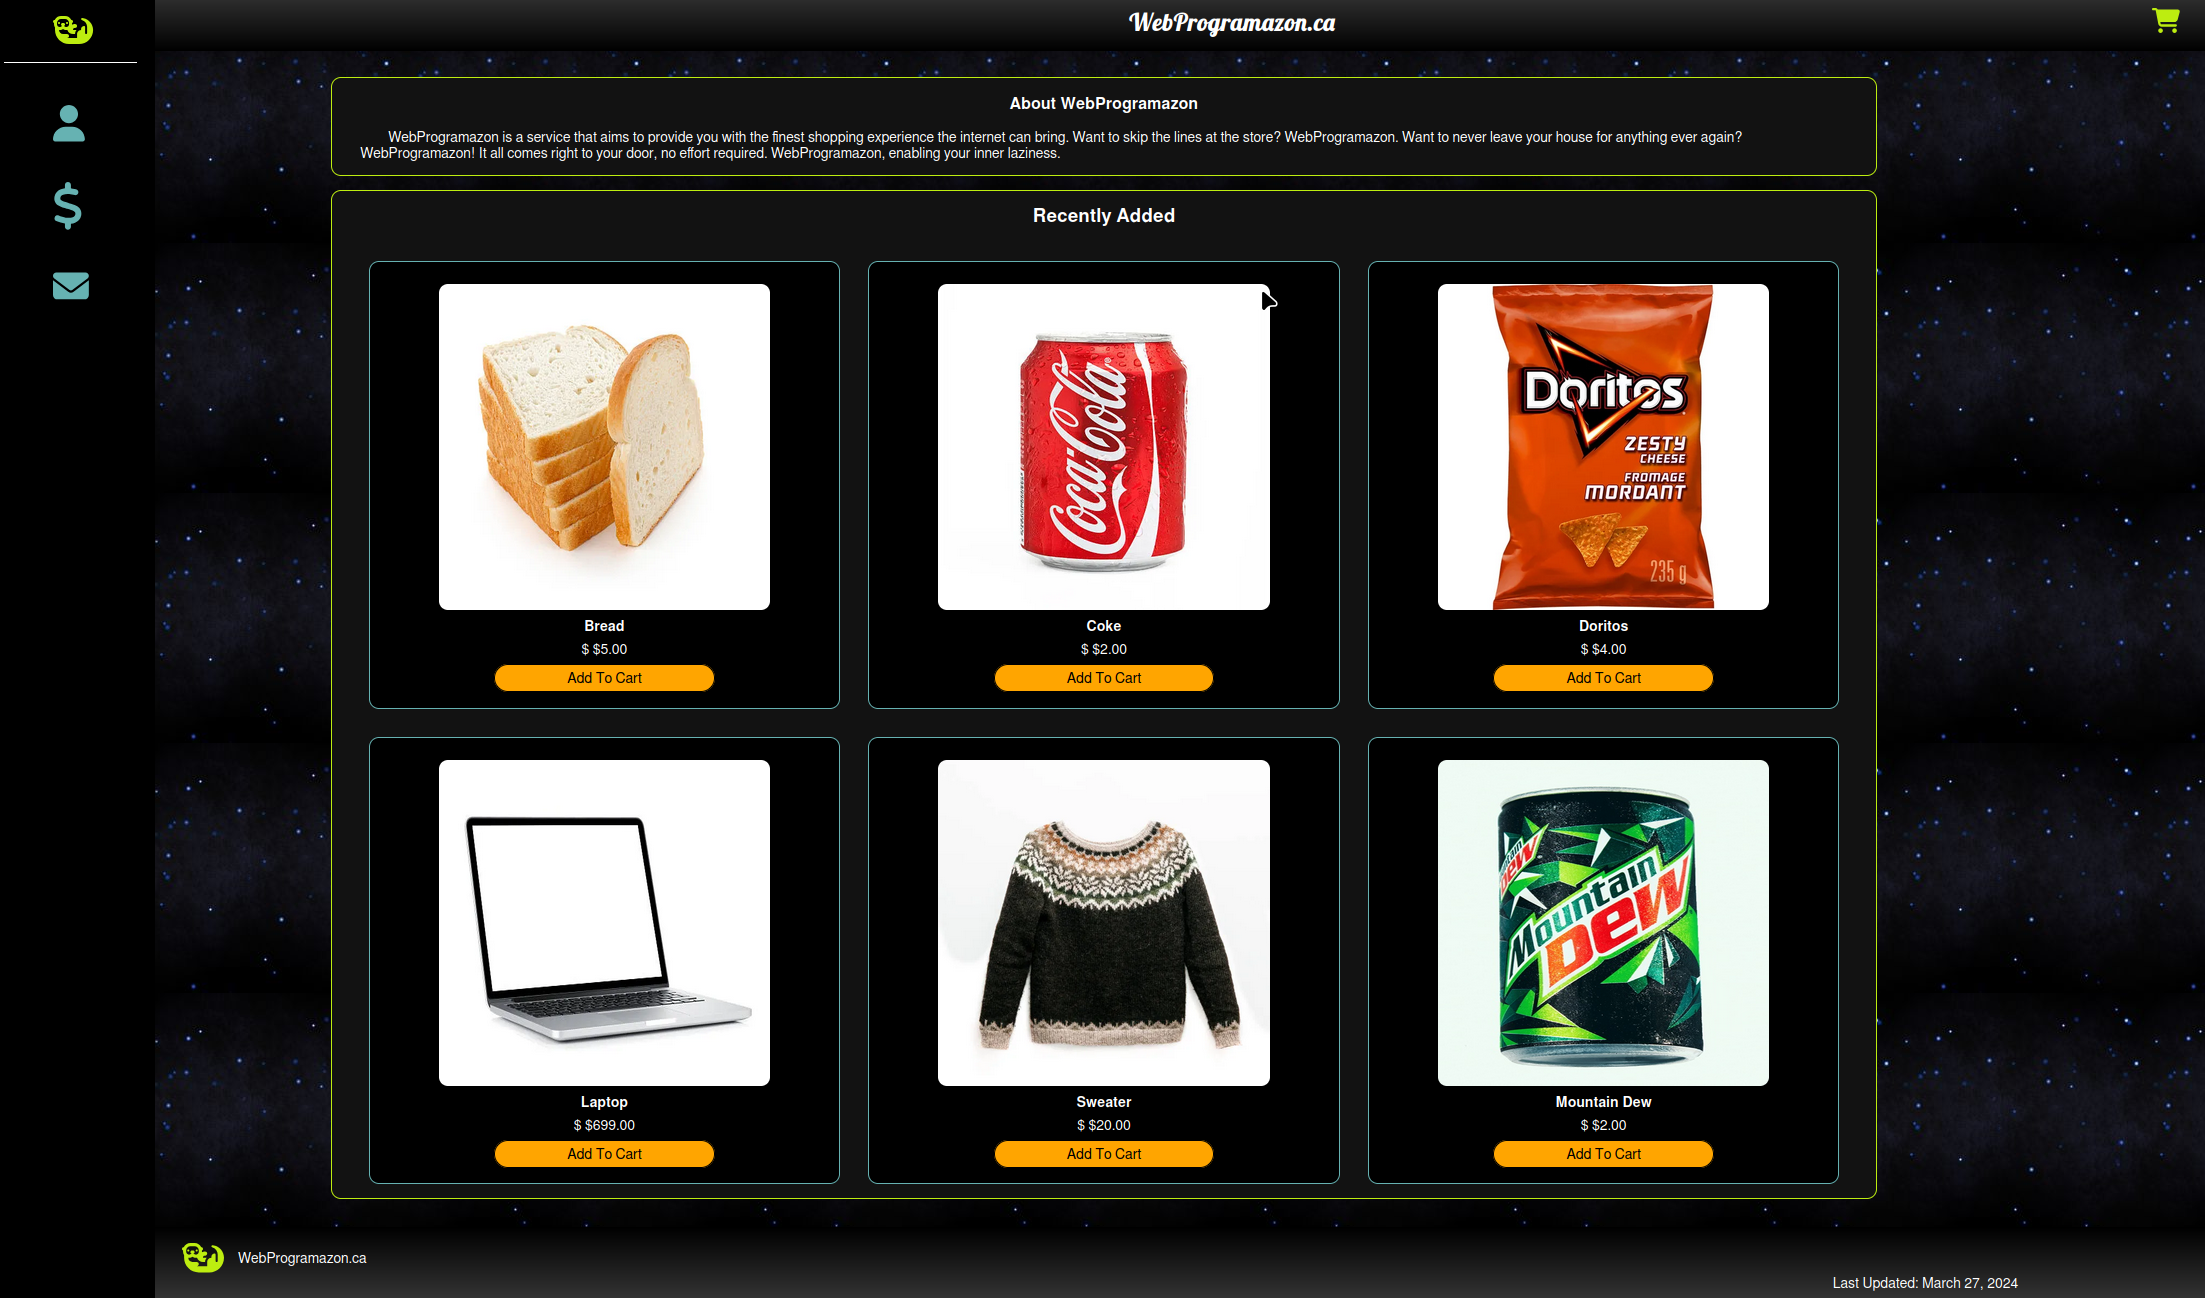 WebProgramazon.ca
About WebProgramazon
WebProgramazon is a service that aims to provide you with the finest shopping experience the internet can bring. Want to skip the lines at the store? WebProgramazon. Want to never leave your house for anything ever again?
WebProgramazon! It all comes right to your door, no effort required. WebProgramazon, enabling your inner laziness.
Recently Added
Coca-Cola
Doritos
ZESTY
CHEESE
FROMAGE
MORDANT
235 g
Bread
$ $5.00
Add To Cart
Coke
$ $2.00
Add To Cart
Doritos
$ $4.00
Add To Cart
Mountain
Dew
Laptop
$ $699.00
Add To Cart
Sweater
$ $20.00
Add To Cart
Mountain Dew
$ $2.00
Add To Cart
WebProgramazon.ca
Last Updated: March 27, 2024